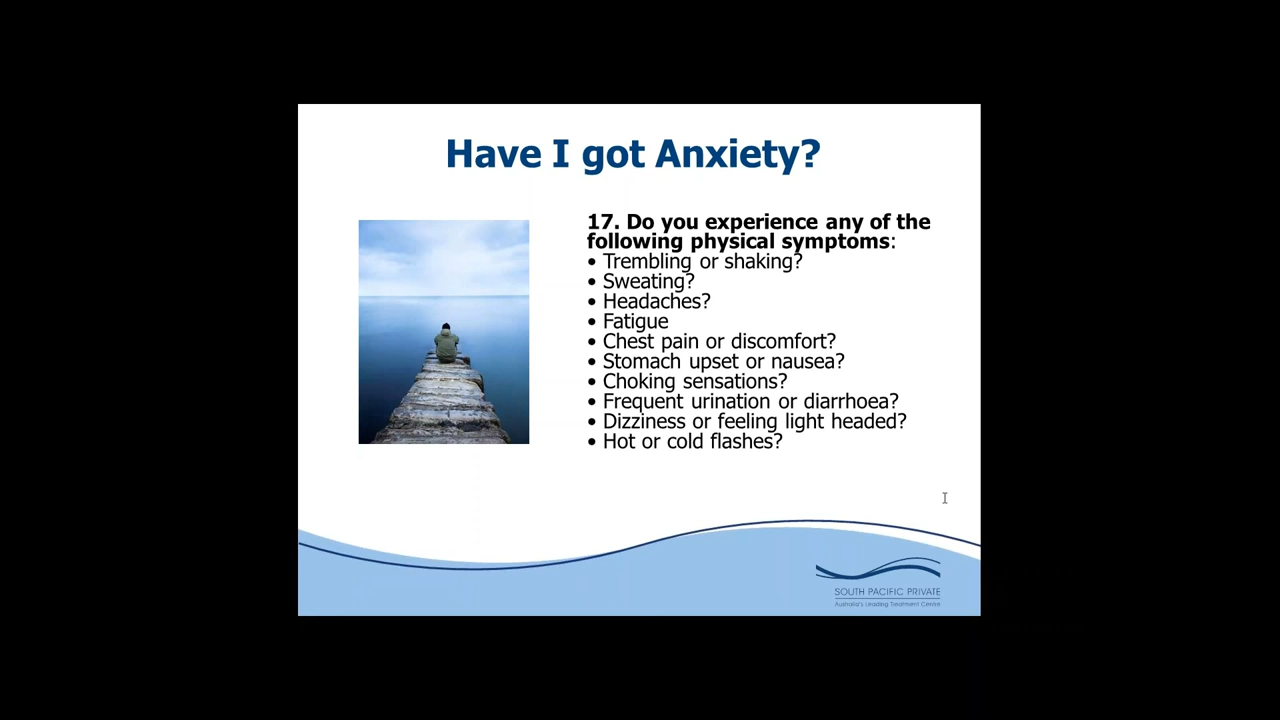 Have I got Anxiety?
17. Do you experience any of the
following physical symptoms:
• Trembling or shaking?
• Sweating?
• Headaches?
• Fatigue
• Chest pain or discomfort?
• Stomach upset or nausea?
• Choking sensations?
• Frequent urination or diarrhoea?
• Dizziness or feeling light headed?
• Hot or cold flashes?
SOUTH PACIFIC PRIVATE
Australia's Leading Treatment Centre